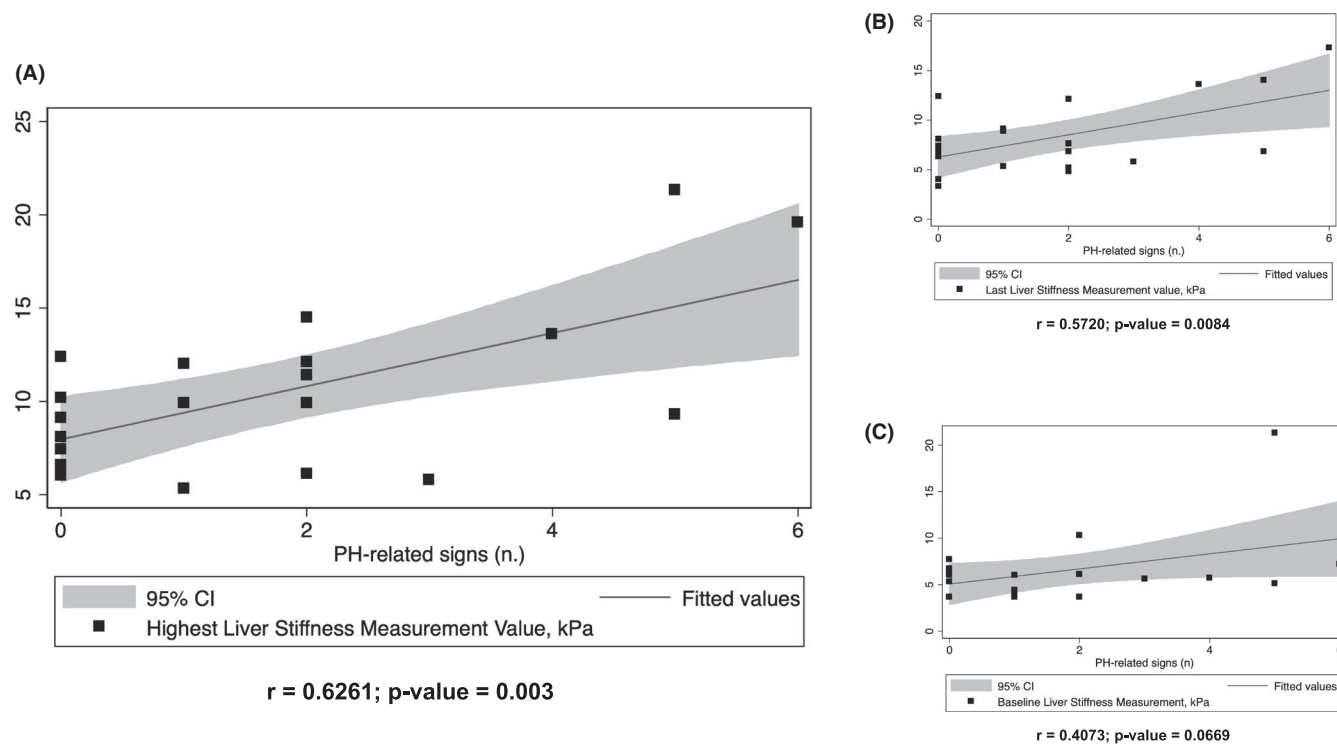 (A)
25
20
15
10
5
0 2 4 6
PH-related signs (n.)
95% CI Fitted values
Highest Liver Stiffness Measurement Value, kPa
r = 0.6261; p-value = 0.003
(B)
20
15
10
5
0
0 2 4 6
PH-related signs (n.)
95% CI Fitted values
Last Liver Stiffness Measurement value, kPa
r = 0.5720; p-value = 0.0084
(C)
20
15
10
5
0
0 2 4
PH-related signs (n)
95% CI Fitted values
Baseline Liver Stiffness Measurement, kPa
r = 0.4073; p-value = 0.0669